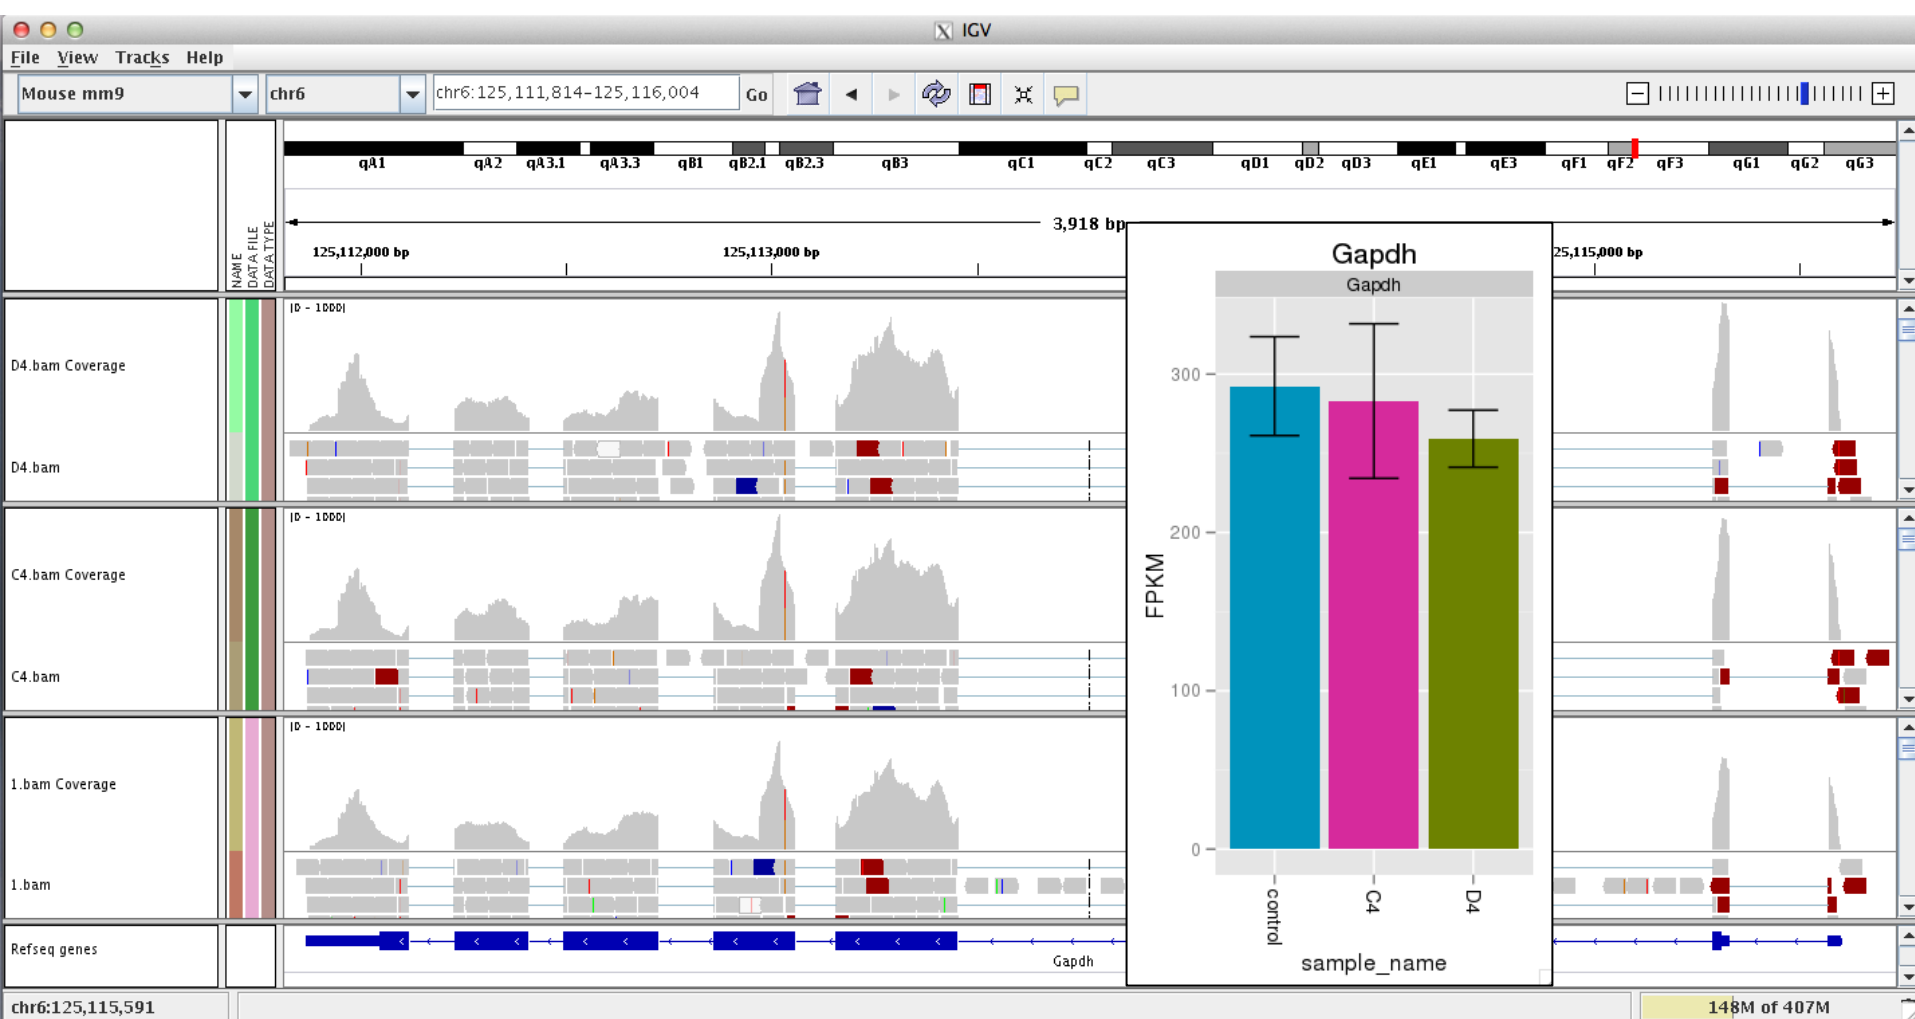 IGV
File View Tracks Help
Mouse mm9 chr6 chr6:125,111,814-125,116,004 Go
qA1 qA2 qA3.1 qA3.3 qB1 qB2.1 qB2.3 qB3 qC1 qC2 qC3 qD1 qD2 qD3 qE1 qE3 qF1 qF2 qF3 qG1 qG2 qG3
3,918 bp
125,112,000 bp 125,113,000 bp 25,115,000 bp
NAME
DATA FILE
DATA TYPE
[0 - 1000]
D4.bam Coverage
D4.bam
[0 - 1000]
C4.bam Coverage
C4.bam
[0 - 1000]
1.bam Coverage
1.bam
Refseq genes
Gapdh
Gapdh
Gapdh
FPKM
300
200
100
0
control C4 D4
sample_name
chr6:125,115,591 148M of 407M